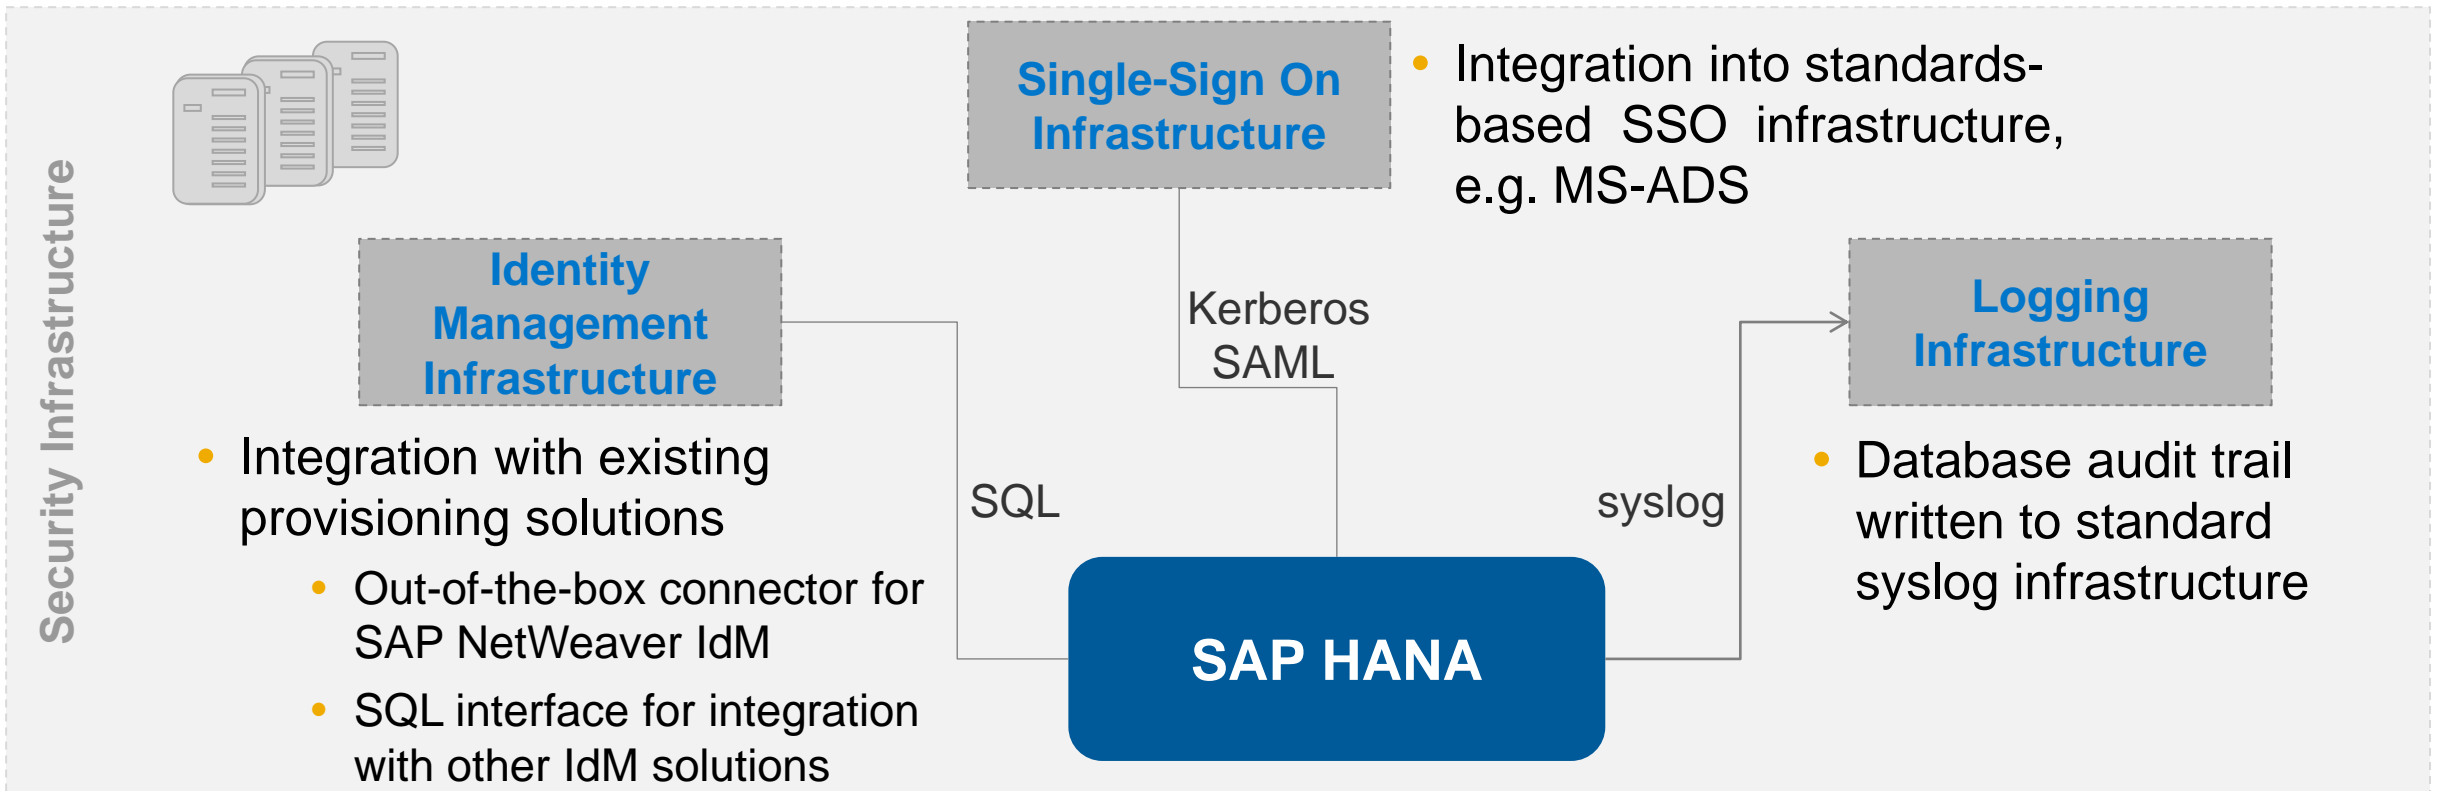 Security Infrastructure
Single-Sign On
Infrastructure
• Integration into standards-
based SSO infrastructure,
e.g. MS-ADS
Identity
Management
Infrastructure
Kerberos
SAML
Logging
Infrastructure
• Integration with existing
provisioning solutions
• Out-of-the-box connector for
SAP NetWeaver IdM
• SQL interface for integration
with other IdM solutions
SQL
syslog
• Database audit trail
written to standard
syslog infrastructure
SAP HANA